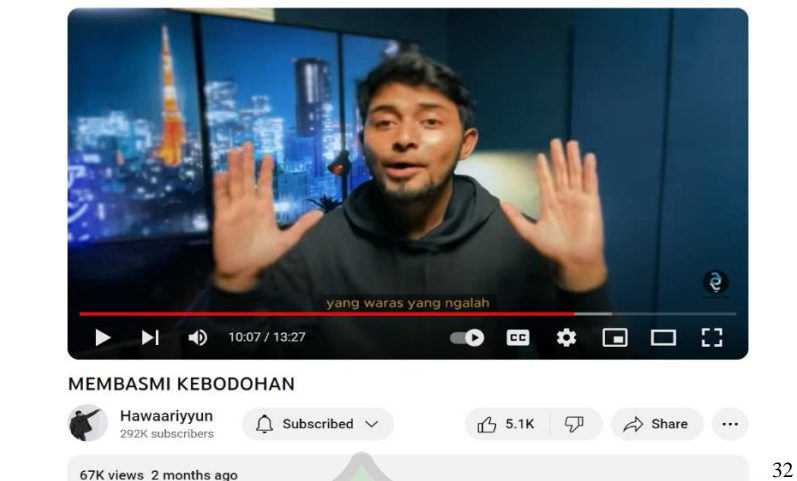 yang waras yang ngalah
10:07 / 13:27
CC
MEMBASMI KEBODOHAN
Hawaariyyun
292K subscribers
Subscribed
5.1K
Share
...
67K views 2 months ago
32